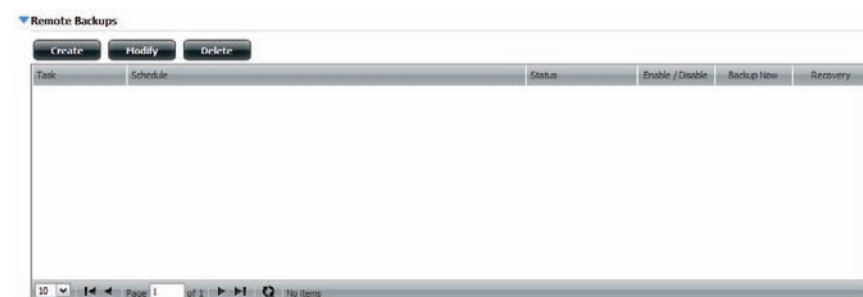 Remote Backups
Create Modify Delete
Task Schedule Status Enable / Disable Backup Now Recovery
10 Page 1 of 1 No items